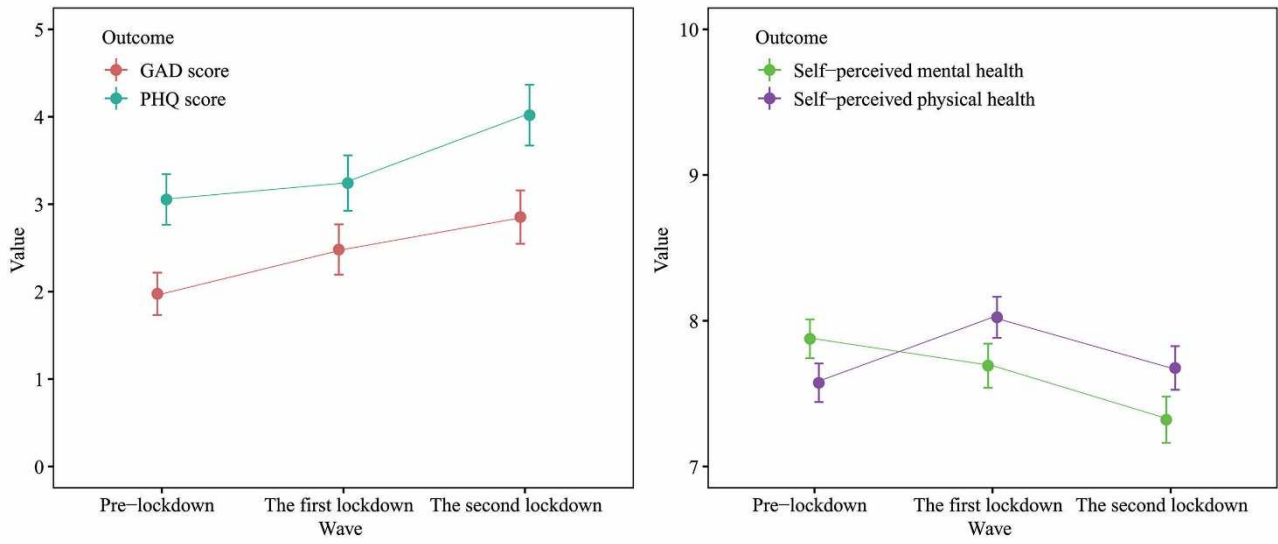 5
4
3
2
1
0
Value
Outcome
GAD score
PHQ score
Pre−lockdown
The first lockdown
The second lockdown
Wave
10
9
8
7
Value
Outcome
Self−perceived mental health
Self−perceived physical health
Pre−lockdown
The first lockdown
The second lockdown
Wave